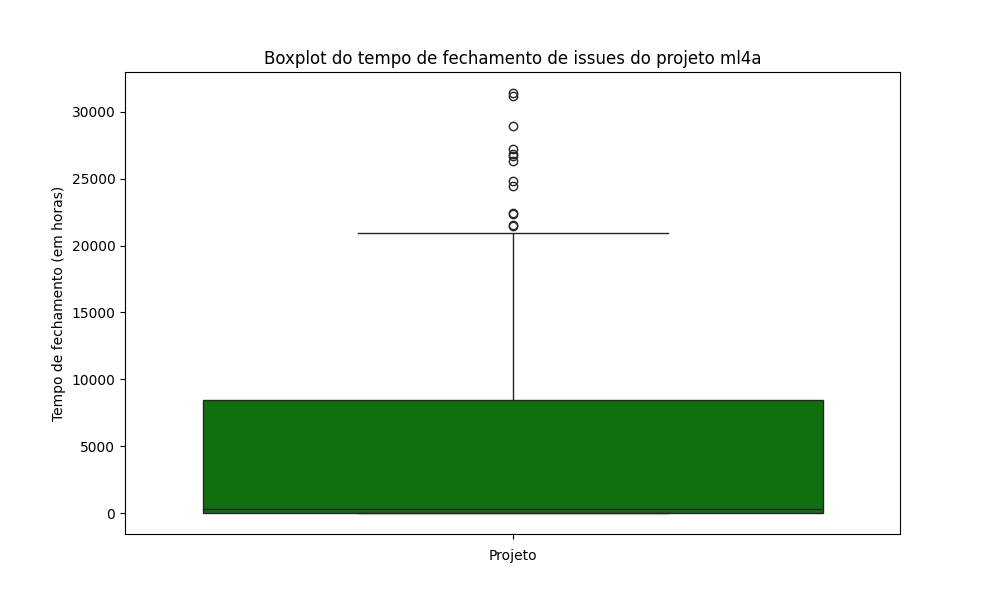 Boxplot do tempo de fechamento de issues do projeto ml4a
30000
25000
20000
15000
10000
5000
0
Tempo de fechamento (em horas)
Projeto